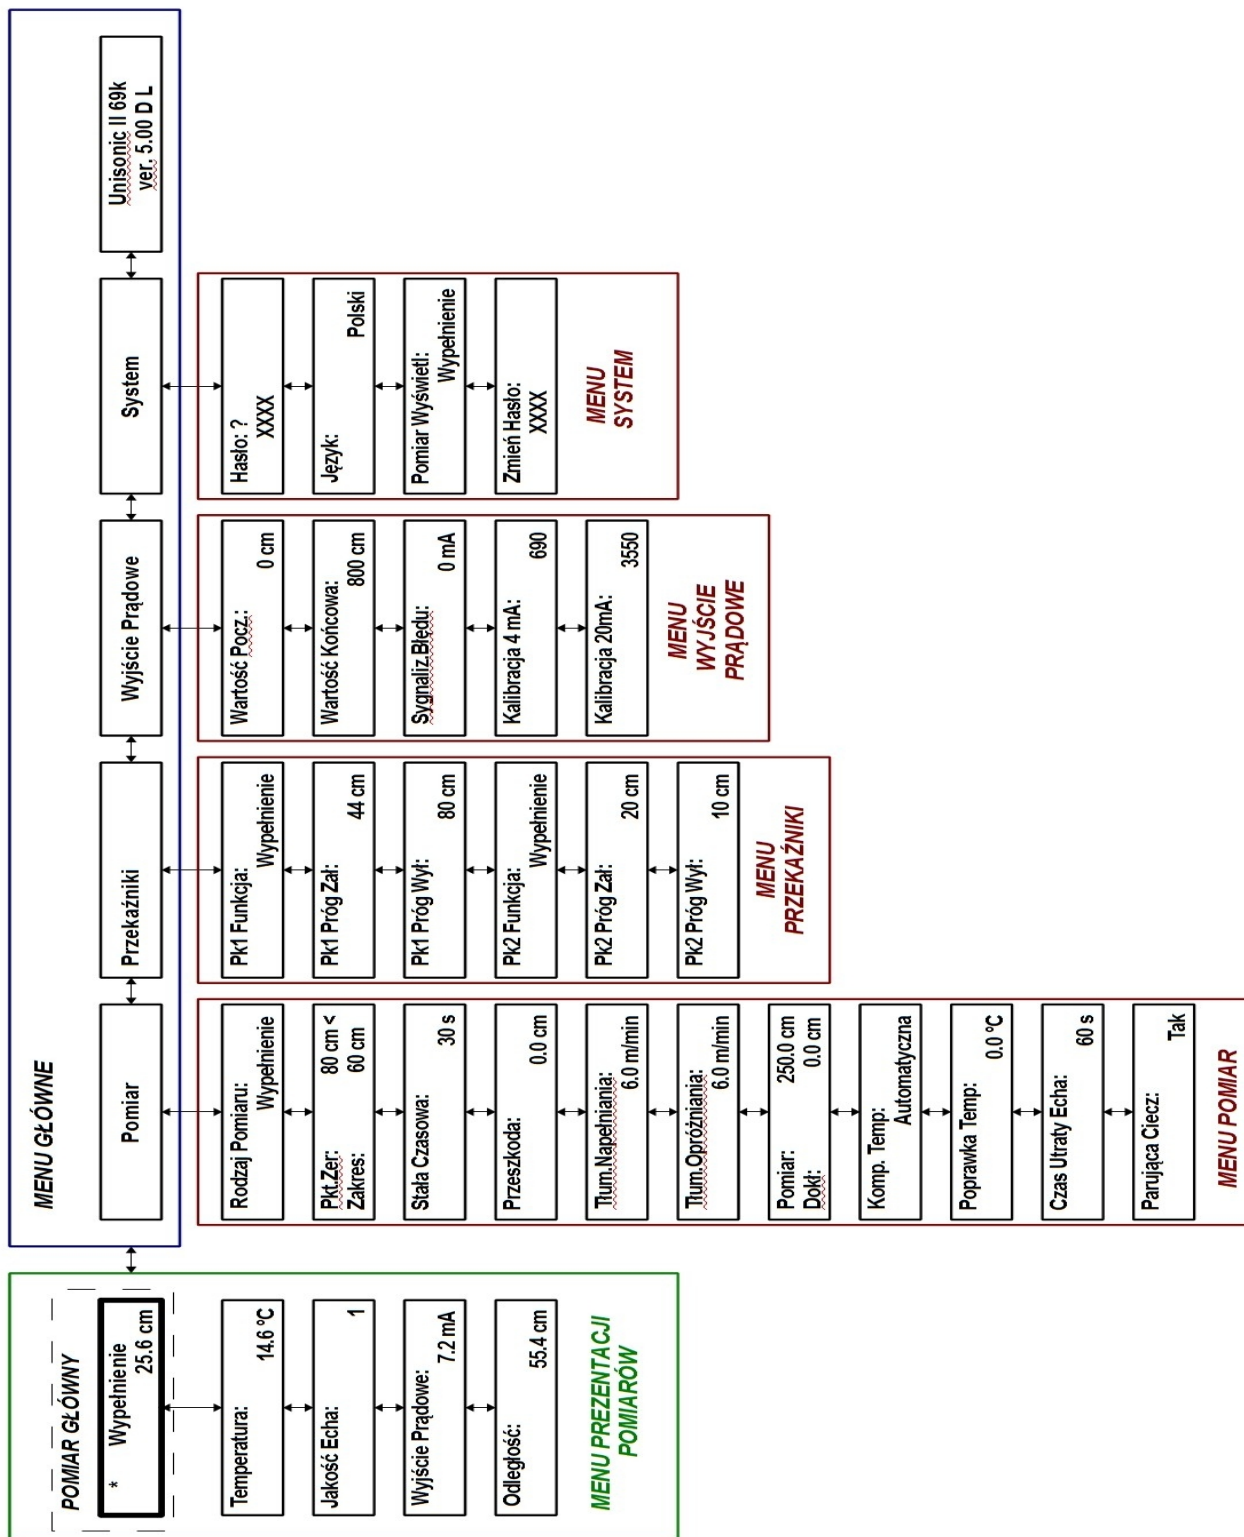 POMIAR GŁÓWNY
* Wypełnienie
25.6 cm
Temperatura:
14.6 ºC
Jakość Echa:
1
Wyjście Prądowe:
7.2 mA
Odległość:
55.4 cm
MENU PREZENTACJI
POMIARÓW
MENU GŁÓWNE
Pomiar
Przekaźniki
Wyjście Prądowe
System
Unisonic II 69k
ver. 5.00 D L
Rodzaj Pomiaru:
Wypełnienie
Pkt.Zer: 80 cm <
Zakres: 60 cm
Stała Czasowa:
30 s
Przeszkoda:
0.0 cm
Tłum.Napełniania:
6.0 m/min
Tłum.Opróżniania:
6.0 m/min
Pomiar: 250.0 cm
Dokł: 0.0 cm
Komp. Temp:
Automatyczna
Poprawka Temp:
0.0 ºC
Czas Utraty Echa:
60 s
Parująca Ciecz:
Tak
MENU POMIAR
Pk1 Funkcja:
Wypełnienie
Pk1 Próg Zał:
44 cm
Pk1 Próg Wył:
80 cm
Pk2 Funkcja:
Wypełnienie
Pk2 Próg Zał:
20 cm
Pk2 Próg Wył:
10 cm
MENU
PRZEKAŹNIKI
Wartość Pocz.:
0 cm
Wartość Końcowa:
800 cm
Sygnaliz.Błędu:
0 mA
Kalibracja 4 mA:
690
Kalibracja 20mA:
3550
MENU
WYJŚCIE
PRĄDOWE
Hasło: ?
XXXX
Język:
Polski
Pomiar Wyświetl:
Wypełnienie
Zmień Hasło:
XXXX
MENU
SYSTEM